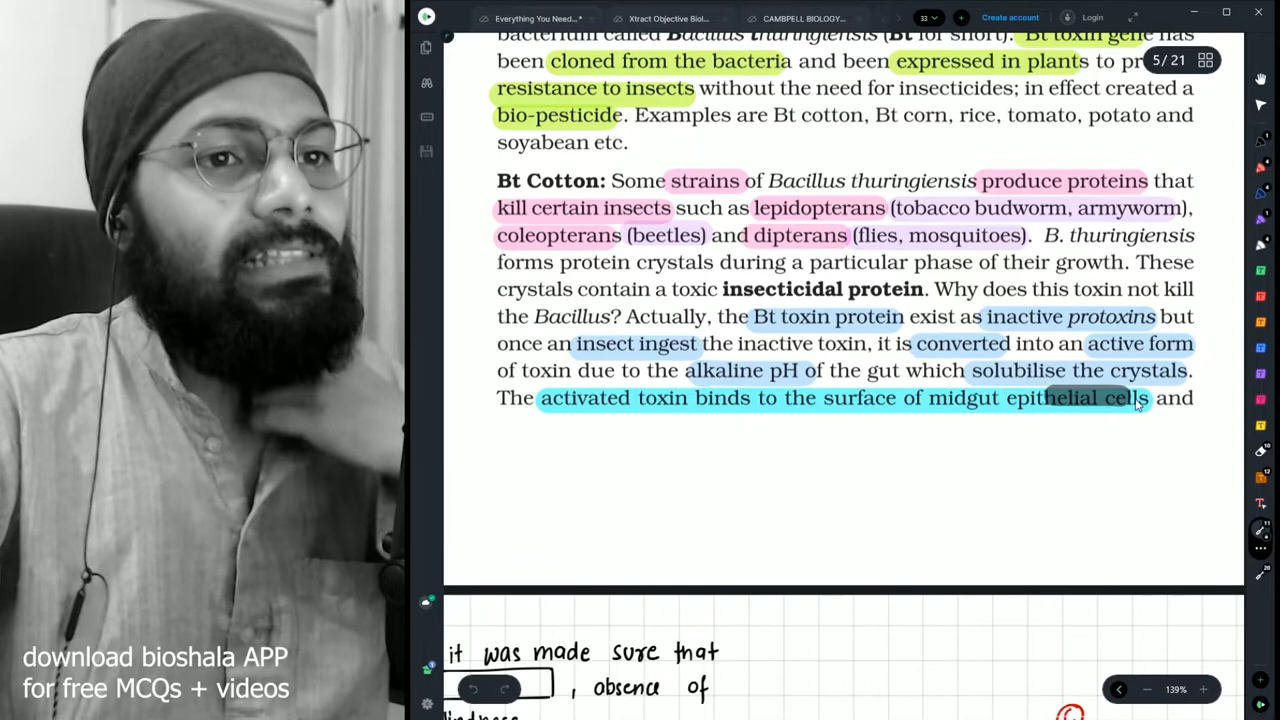 Everything You Need...*
Xtract Objective Biol...
CAMBPELL BIOLOGY...
33
Create account
Login
5/21
bacterium called Bacillus thuringiensis (Bt for short). Bt toxin gene has
been cloned from the bacteria and been expressed in plants to pr
resistance to insects without the need for insecticides; in effect created a
bio-pesticide. Examples are Bt cotton, Bt corn, rice, tomato, potato and
soyabean etc.
Bt Cotton: Some strains of Bacillus thuringiensis produce proteins that
kill certain insects such as lepidopterans (tobacco budworm, armyworm),
coleopterans (beetles) and dipterans (flies, mosquitoes). B. thuringiensis
forms protein crystals during a particular phase of their growth. These
crystals contain a toxic insecticidal protein. Why does this toxin not kill
the Bacillus? Actually, the Bt toxin protein exist as inactive protoxins but
once an insect ingest the inactive toxin, it is converted into an active form
of toxin due to the alkaline pH of the gut which solubilise the crystals.
The activated toxin binds to the surface of midgut epithelial cells and
it was made sure that
, absence of
139%
download bioshala APP
for free MCQs + videos